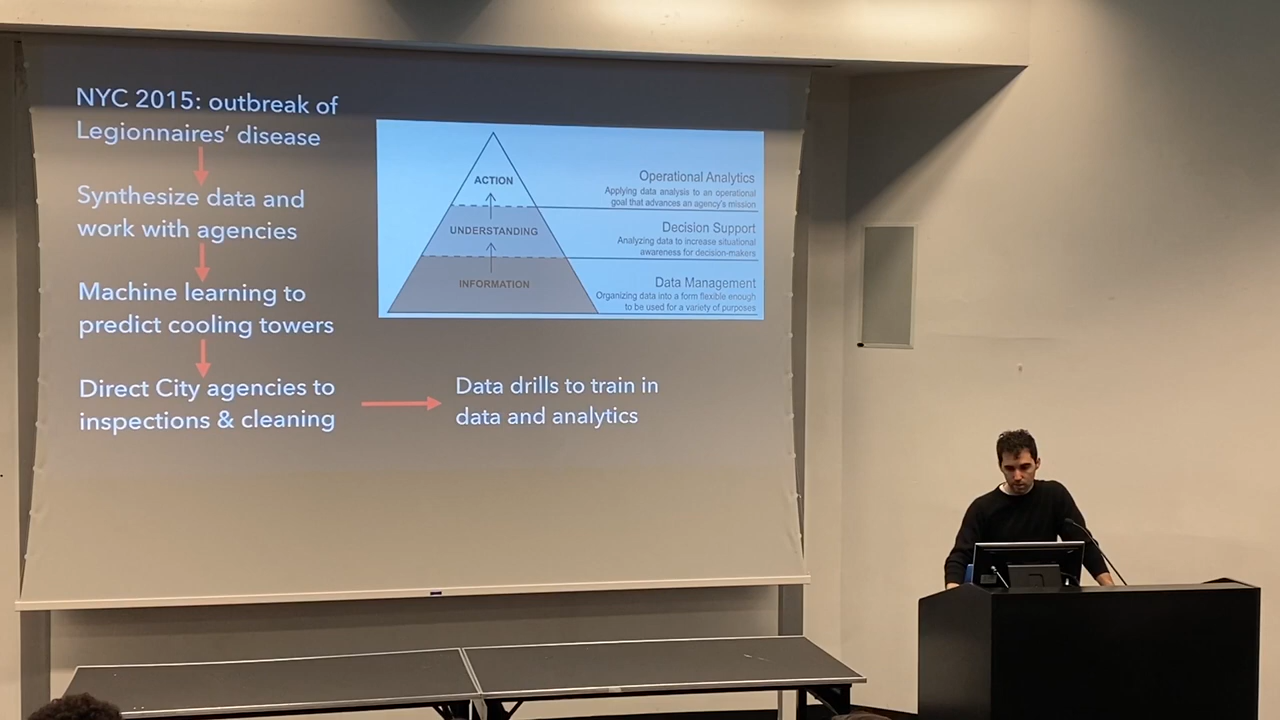 NYC 2015: outbreak of
Legionnaires' disease
Synthesize data and
work with agencies
Machine learning to
predict cooling towers
Direct City agencies to
inspections & cleaning
Data drills to train in
data and analytics
ACTION
UNDERSTANDING
INFORMATION
Operational Analytics
Applying data analysis to an operational
goal that advances an agency's mission
Decision Support
Analyzing data to increase situational
awareness for decision-makers
Data Management
Organizing data into a form flexible enough
to be used for a variety of purposes